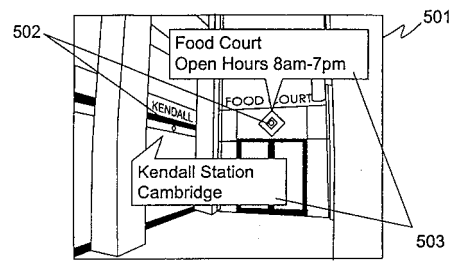 501
502
Food Court
Open Hours 8am-7pm
FOOD COURT
KENDALL
Kendall Station
Cambridge
503